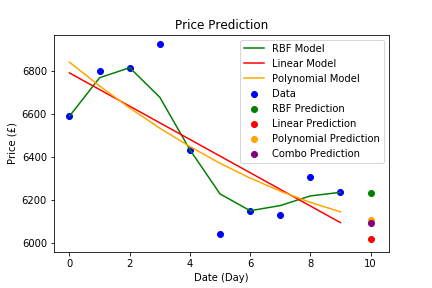 Price Prediction
RBF Model
Linear Model
Polynomial Model
Data
RBF Prediction
Linear Prediction
Polynomial Prediction
Combo Prediction
6800
6600
6400
6200
6000
Price (£)
0 2 4 6 8 10
Date (Day)